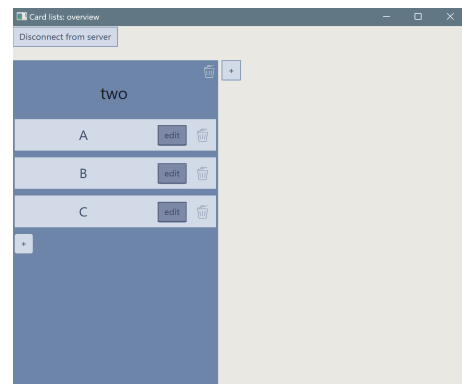 Card lists: overview
Disconnect from server
+
two
A edit
B edit
C edit
+